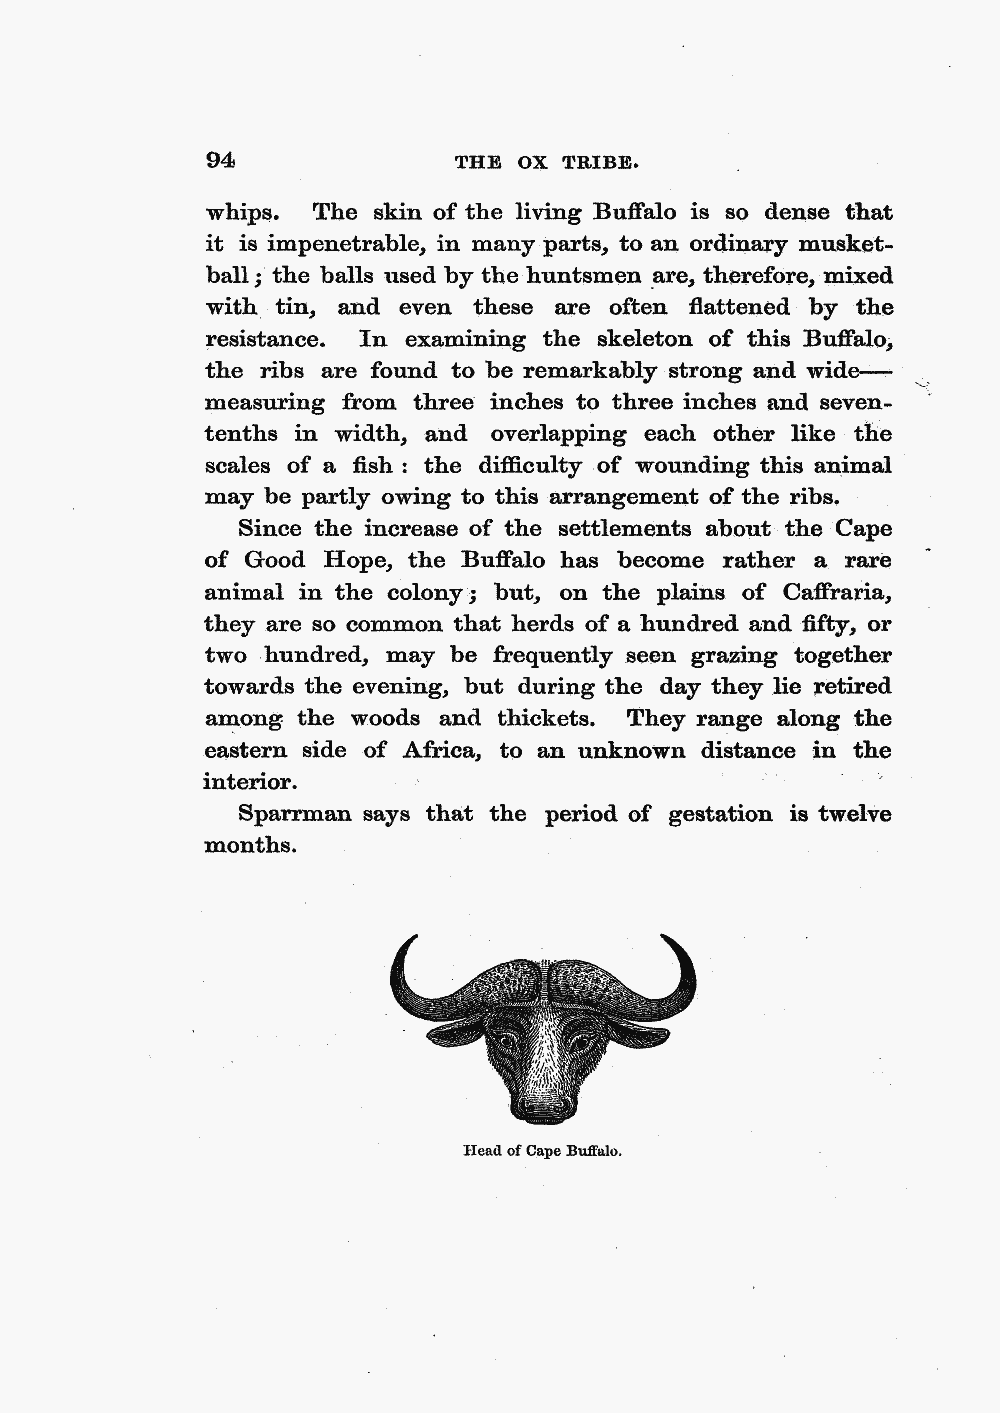 94 THE OX TRIBE.
whips. The skin of the living Buffalo is so dense that
it is impenetrable, in many parts, to an ordinary musket-
ball; the balls used by the huntsmen are, therefore, mixed
with tin, and even these are often flattened by the
resistance. In examining the skeleton of this Buffalo,
the ribs are found to be remarkably strong and wide—
measuring from three inches to three inches and seven-
tenths in width, and overlapping each other like the
scales of a fish : the difficulty of wounding this animal
may be partly owing to this arrangement of the ribs.
Since the increase of the settlements about the Cape
of Good Hope, the Buffalo has become rather a rare
animal in the colony; but, on the plains of Caffraria,
they are so common that herds of a hundred and fifty, or
two hundred, may be frequently seen grazing together
towards the evening, but during the day they lie retired
among the woods and thickets. They range along the
eastern side of Africa, to an unknown distance in the
interior.
Sparrman says that the period of gestation is twelve
months.
Head of Cape Buffalo.